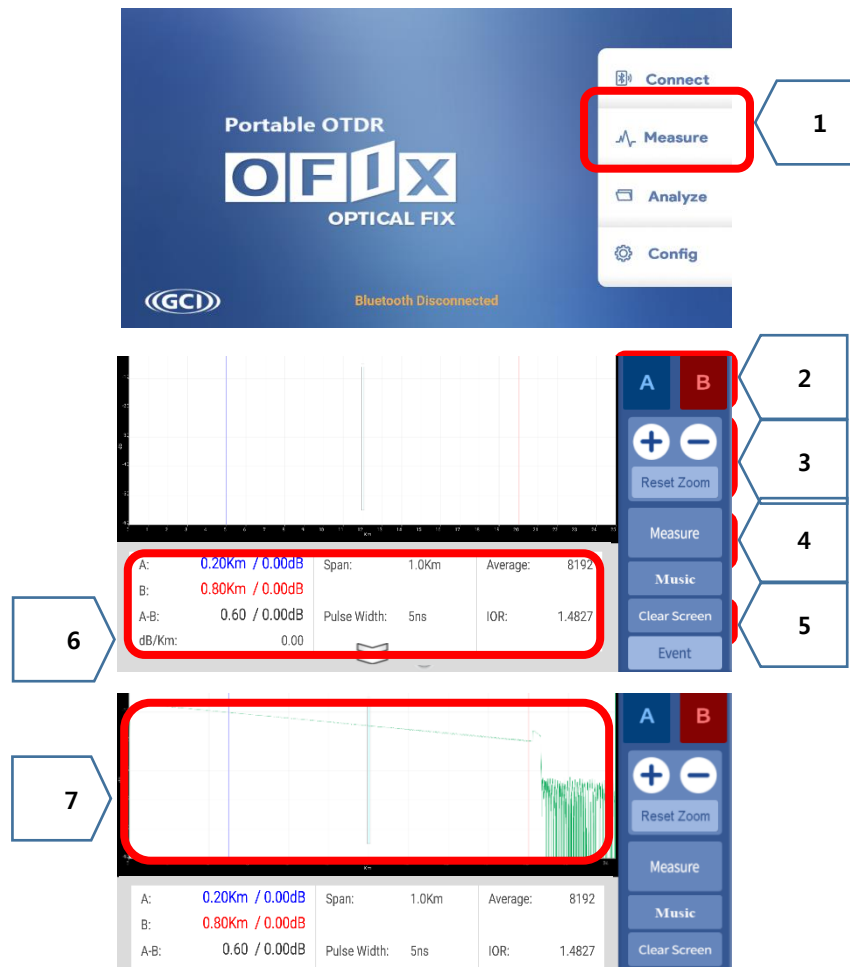 Connect
1
Measure
Portable OTDR
OFIX
Analyze
OPTICAL FIX
Config
((GCI))
Bluetooth Disconnected
A B
2
3
Reset Zoom
Measure
4
Km
A: 0.20Km / 0.00dB Span: 1.0Km Average: 8192
Music
B: 0.80Km / 0.00dB
A-B: 0.60 / 0.00dB Pulse Width: 5ns IOR: 1.4827
Clear Screen
5
6
dB/Km: 0.00
Event
A B
7
Reset Zoom
Km
Measure
A: 0.20Km / 0.00dB Span: 1.0Km Average: 8192
Music
B: 0.80Km / 0.00dB
A-B: 0.60 / 0.00dB Pulse Width: 5ns IOR: 1.4827
Clear Screen